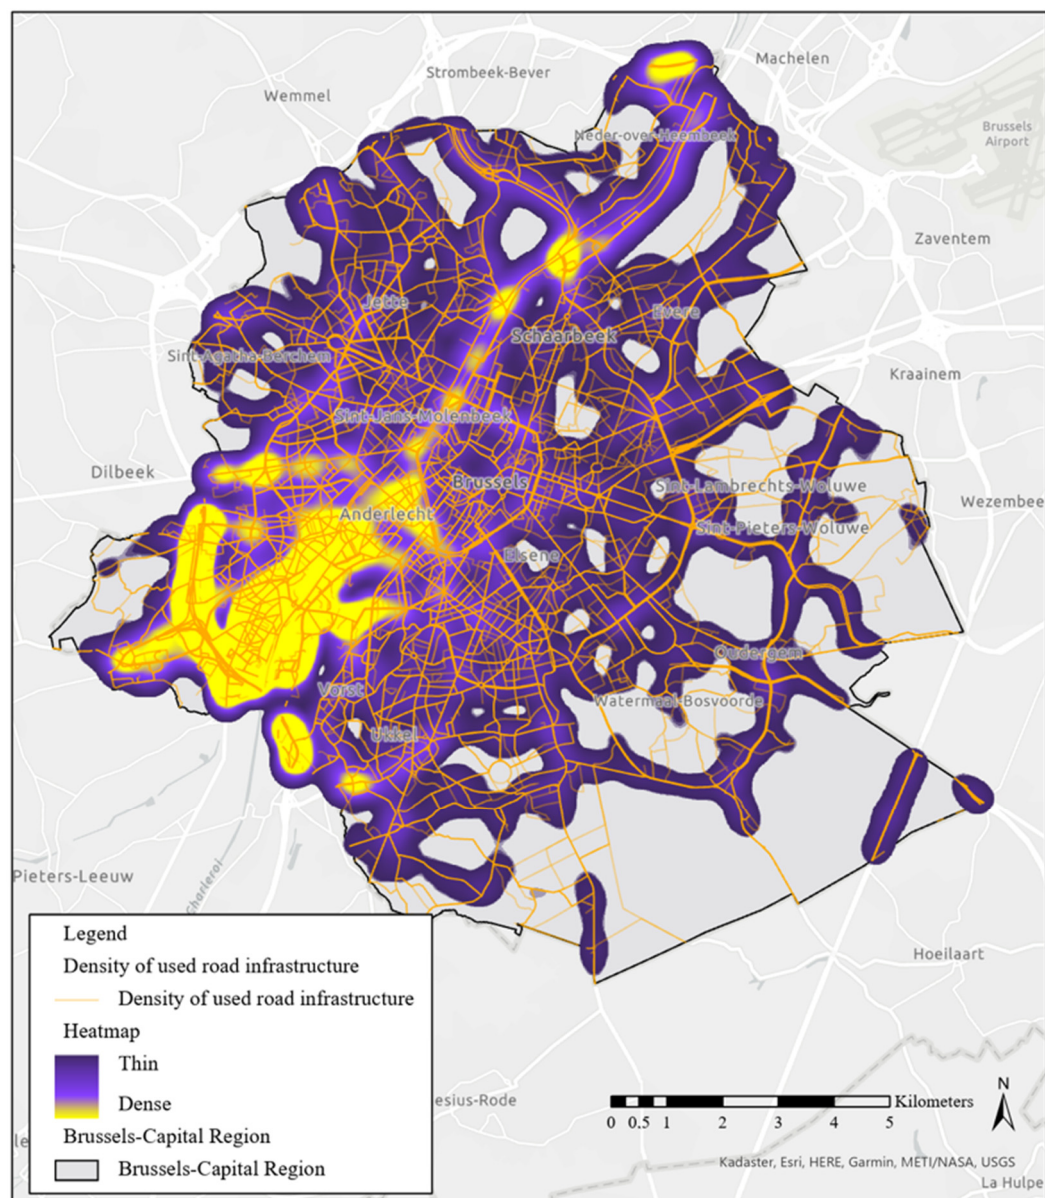 Machelen
Strombeek-Bever
Wemmel
Brussels
Airport
Neder-over-Heembeek
Zaventem
Jette
Evere
Schaarbeek
Sint-Agatha-Berchem
Kraainem
Sint-Jans-Molenbeek
Dilbeek
Brussels
Sint-Lambrechts-Woluwe
Wezembee
Anderlecht
Sint-Pieters-Woluwe
Elsene
Oudergem
Vorst
Watermaal-Bosvoorde
Ukkel
Pieters-Leeuw
Charleroi
Hoeilaart
Legend
Density of used road infrastructure
Density of used road infrastructure
Heatmap
Thin
Dense
Brussels-Capital Region
Brussels-Capital Region
esius-Rode
N
Kilometers
0 0.5 1 2 3 4 5
Kadaster, Esri, HERE, Garmin, METI/NASA, USGS
La Hulpe